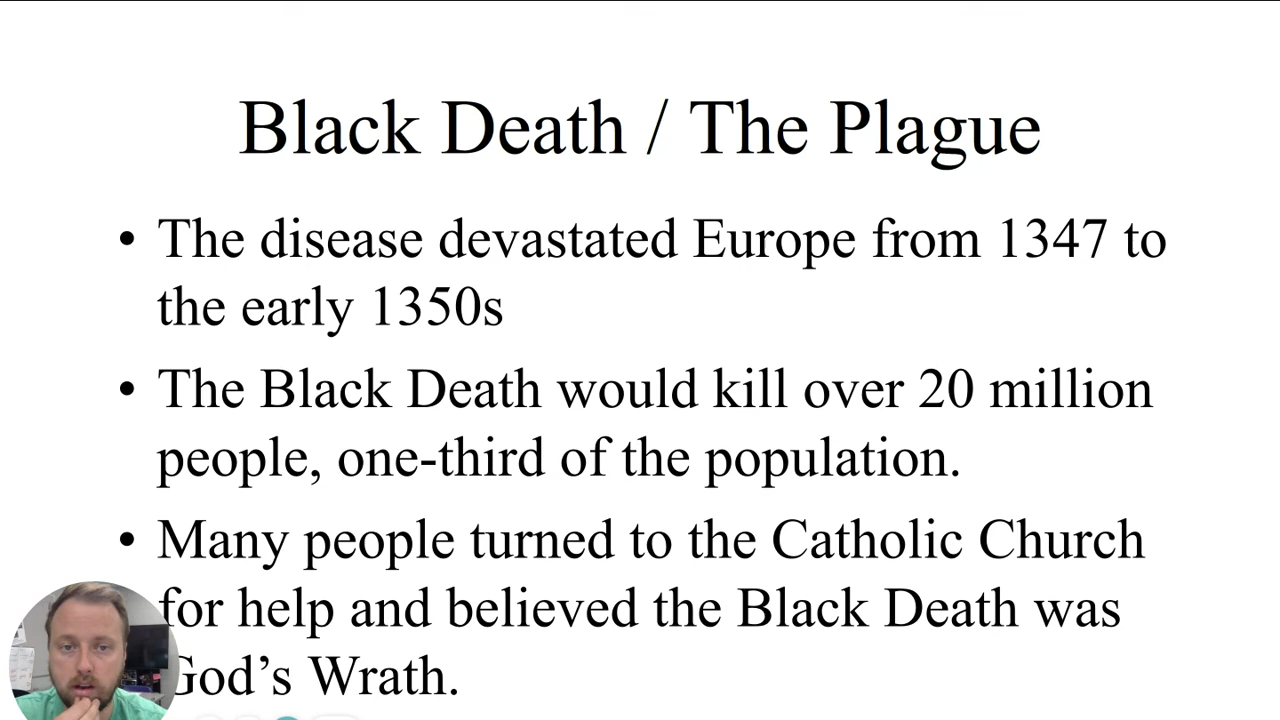 Black Death / The Plague
• The disease devastated Europe from 1347 to
the early 1350s
• The Black Death would kill over 20 million
people, one-third of the population.
• Many people turned to the Catholic Church
for help and believed the Black Death was
God’s Wrath.